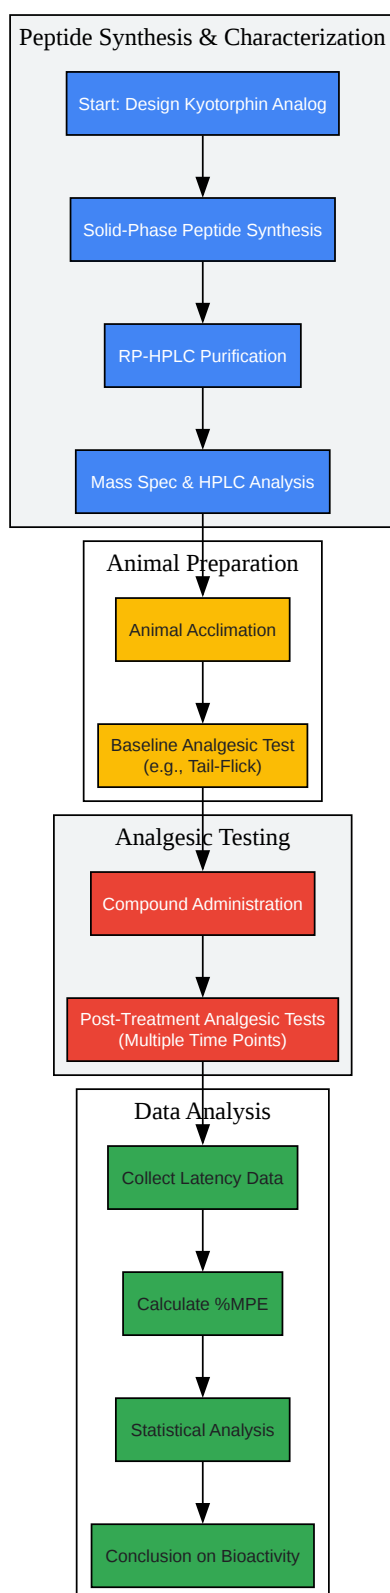 Peptide Synthesis & Characterization
Start: Design Kyotorphin Analog
Solid-Phase Peptide Synthesis
RP-HPLC Purification
Mass Spec & HPLC Analysis
Animal Preparation
Animal Acclimation
Baseline Analgesic Test
(e.g., Tail-Flick)
Analgesic Testing
Compound Administration
Post-Treatment Analgesic Tests
(Multiple Time Points)
Data Analysis
Collect Latency Data
Calculate %MPE
Statistical Analysis
Conclusion on Bioactivity